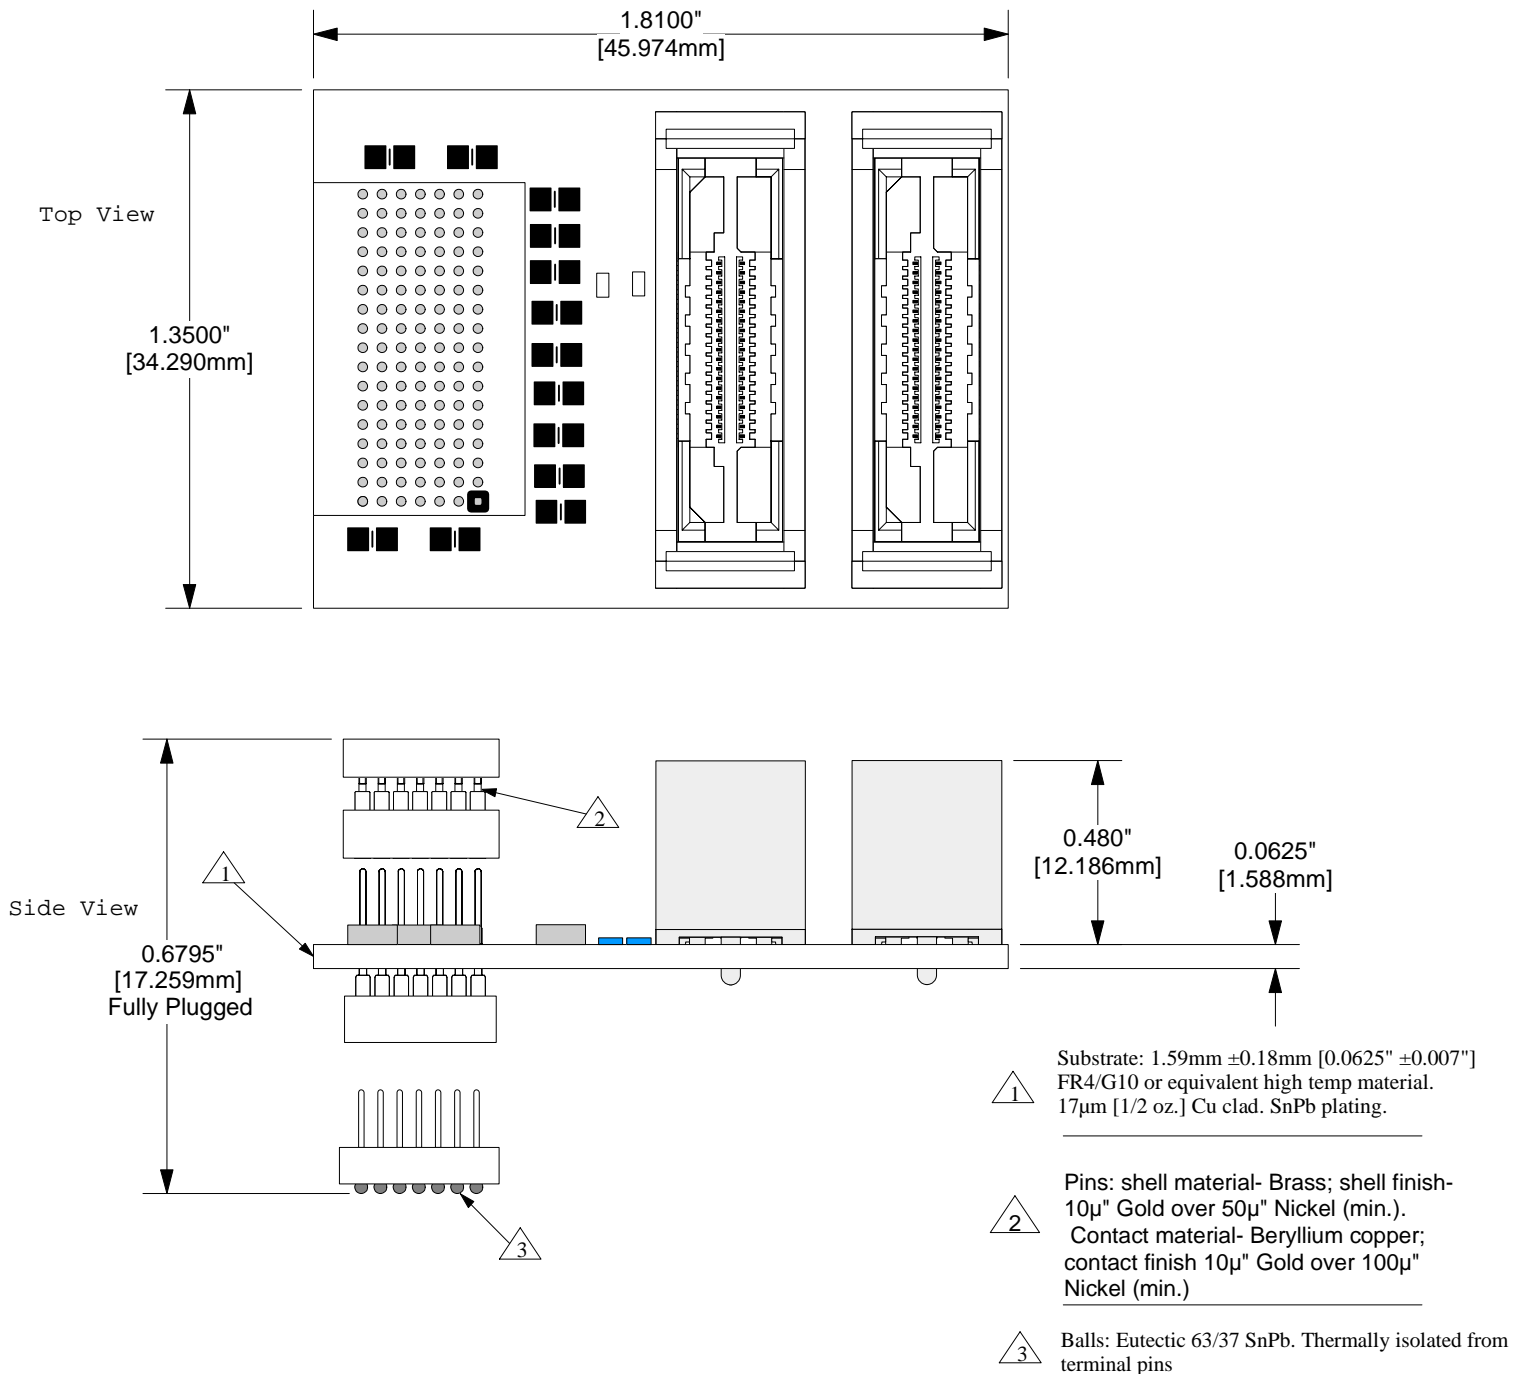 1.8100"
[45.974mm]
Top View
1.3500"
[34.290mm]
2
1
0.480"
[12.186mm]
0.0625"
[1.588mm]
Side View
0.6795"
[17.259mm]
Fully Plugged
3
1
Substrate: 1.59mm ±0.18mm [0.0625" ±0.007"]
FR4/G10 or equivalent high temp material.
17µm [1/2 oz.] Cu clad. SnPb plating.
2
Pins: shell material- Brass; shell finish-
10µ" Gold over 50µ" Nickel (min.).
Contact material- Beryllium copper;
contact finish 10µ" Gold over 100µ"
Nickel (min.)
3
Balls: Eutectic 63/37 SnPb. Thermally isolated from
terminal pins